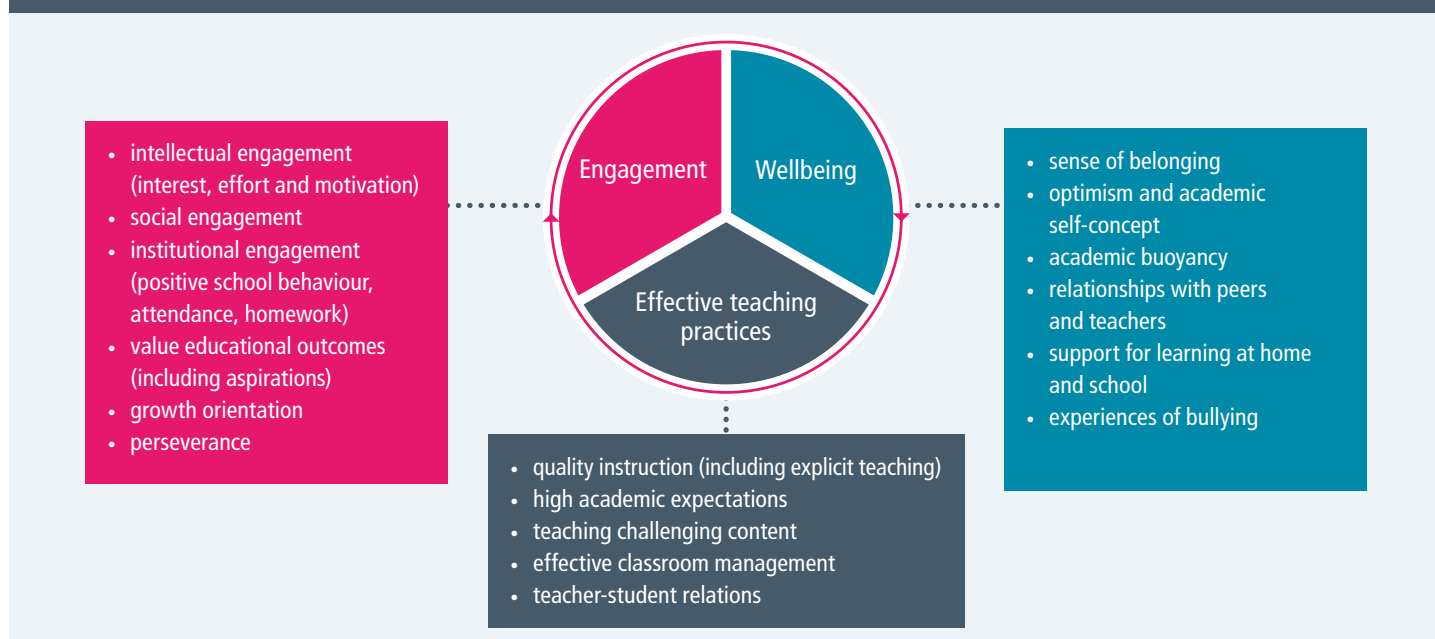 Engagement
Wellbeing
Effective teaching
practices
• intellectual engagement
(interest, effort and motivation)
• social engagement
• institutional engagement
(positive school behaviour,
attendance, homework)
• value educational outcomes
(including aspirations)
• growth orientation
• perseverance
• sense of belonging
• optimism and academic
self-concept
• academic buoyancy
• relationships with peers
and teachers
• support for learning at home
and school
• experiences of bullying
• quality instruction (including explicit teaching)
• high academic expectations
• teaching challenging content
• effective classroom management
• teacher-student relations